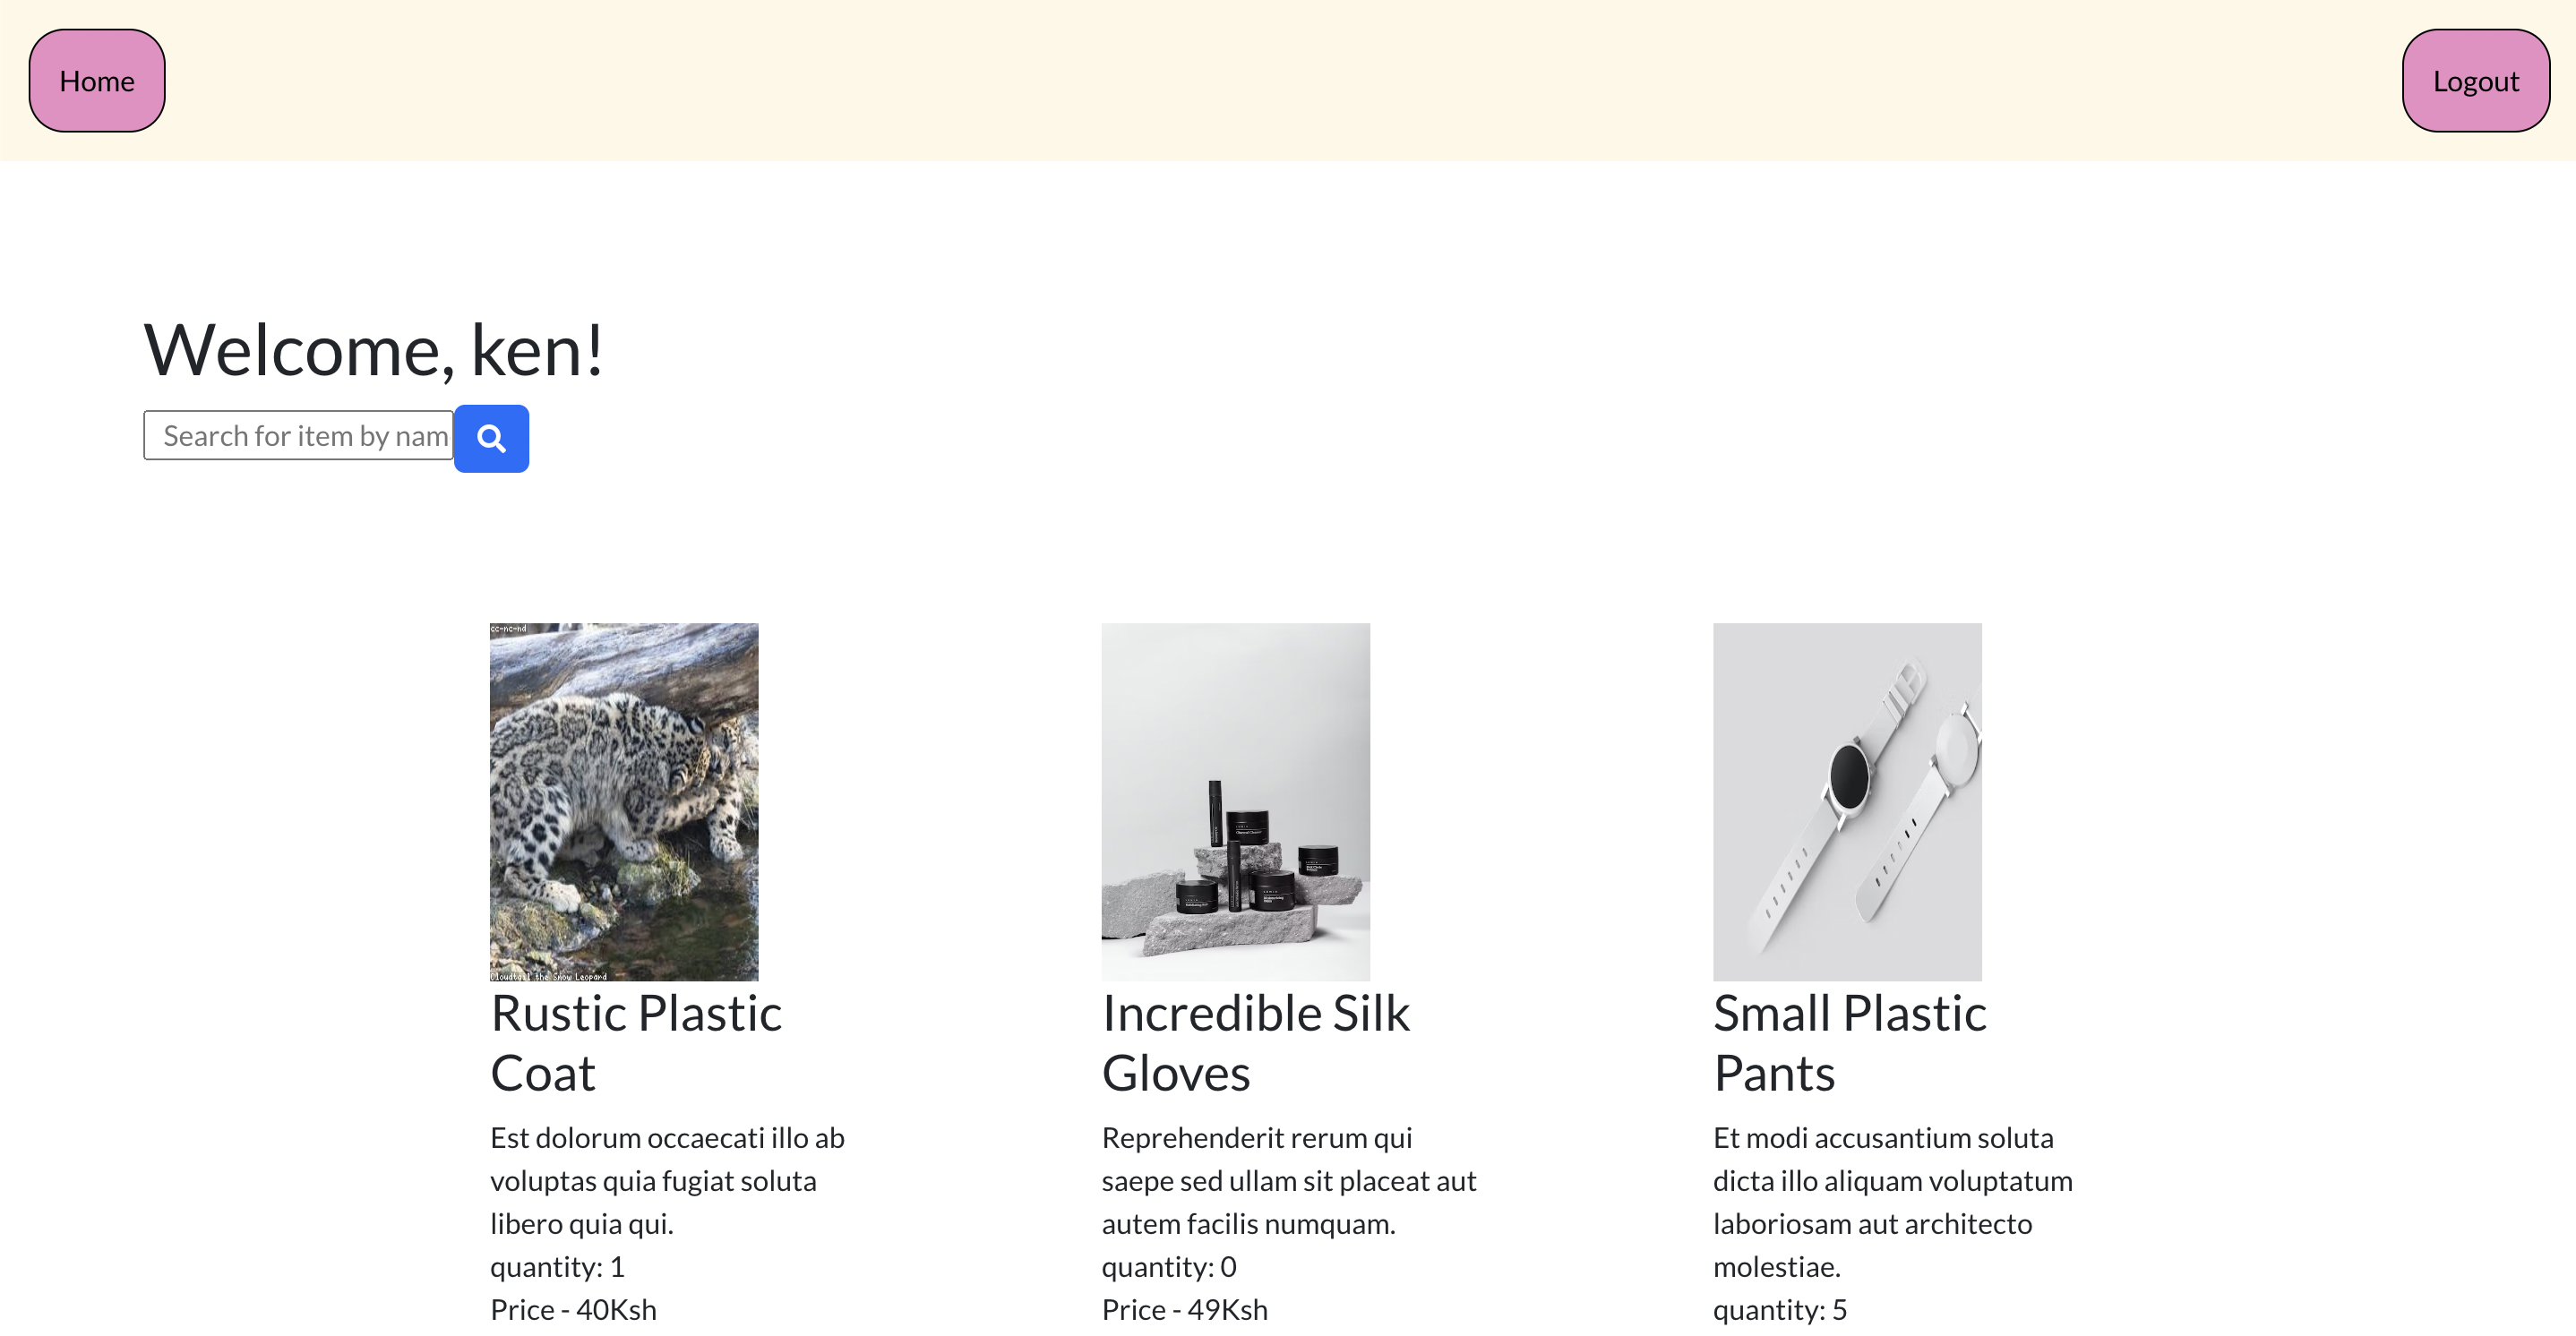 Home
Logout
Welcome, ken!
Search for item by nam
cc-nc-nd
Cloudtail the Snow Leopard
Rustic Plastic
Coat
Est dolorum occaecati illo ab
voluptas quia fugiat soluta
libero quia qui.
quantity: 1
Price - 40Ksh
Incredible Silk
Gloves
Reprehenderit rerum qui
saepe sed ullam sit placeat aut
autem facilis numquam.
quantity: 0
Price - 49Ksh
Small Plastic
Pants
Et modi accusantium soluta
dicta illo aliquam voluptatum
laboriosam aut architecto
molestiae.
quantity: 5